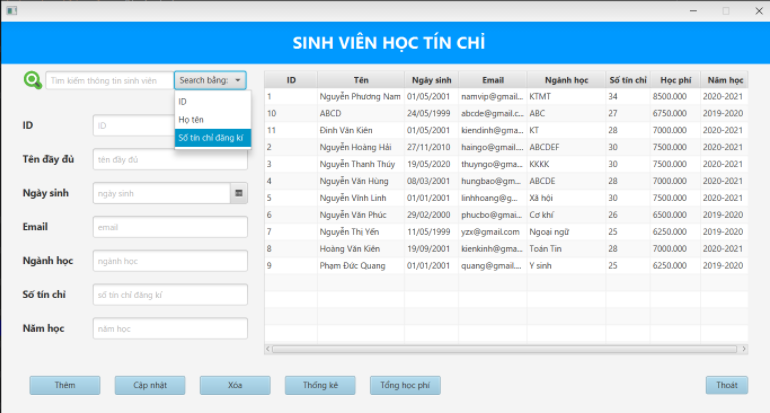 SINH VIÊN HỌC TÍN CHỈ
Tìm kiếm thông tin sinh viên
Search bằng:
ID
Họ tên
Số tín chỉ đăng kí
ID
ID
Tên đầy đủ
tên đầy đủ
Ngày sinh
ngày sinh
Email
email
Ngành học
ngành học
Số tín chỉ
số tín chỉ đăng kí
Năm học
năm học
ID Tên Ngày sinh Email Ngành học Số tín chỉ Học phí Năm học
1 Nguyễn Phương Nam 01/05/2001 namvip@gmail... KTMT 34 8500.000 2020-2021
10 ABCD 24/05/1999 abcde@gmail.c... ABC 27 6750.000 2019-2020
11 Đinh Văn Kiên 01/01/2001 kiendinh@gma... KT 28 7000.000 2020-2021
2 Nguyễn Hoàng Hải 27/11/2010 haingo@gmail.... ABCDEF 30 7500.000 2020-2021
3 Nguyễn Thanh Thúy 19/05/2020 thuyngo@gma... KKKK 30 7500.000 2020-2021
4 Nguyễn Văn Hùng 08/03/2001 hungbao@gm... ABCDE 28 7000.000 2020-2021
5 Nguyễn Vĩnh Linh 01/01/2001 linhhoang@g... Xã hội 30 7500.000 2020-2021
6 Nguyễn Văn Phúc 29/02/2000 phucbo@gmai... Cơ khí 26 6500.000 2019-2020
7 Nguyễn Thị Yến 11/05/1999 yzx@gmail.com Ngoại ngữ 25 6250.000 2019-2020
8 Hoàng Văn Kiên 19/09/2001 kienkinh@gma... Toán Tin 28 7000.000 2020-2021
9 Phạm Đức Quang 01/01/2001 quang@gmail.... Y sinh 25 6250.000 2019-2020
Thêm
Cập nhật
Xóa
Thống kê
Tổng học phí
Thoát